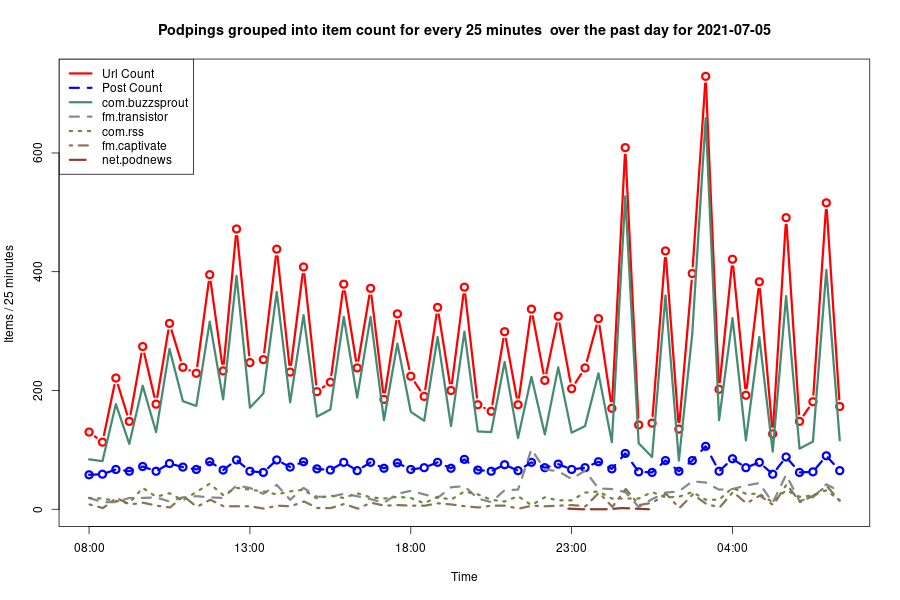 Podpings grouped into item count for every 25 minutes  over the past day for 2021-07-05
Url Count
Post Count
com.buzzsprout
fm.transistor
com.rss
fm.captivate
net.podnews
Items / 25 minutes
600
400
200
0
08:00
13:00
18:00
23:00
04:00
Time